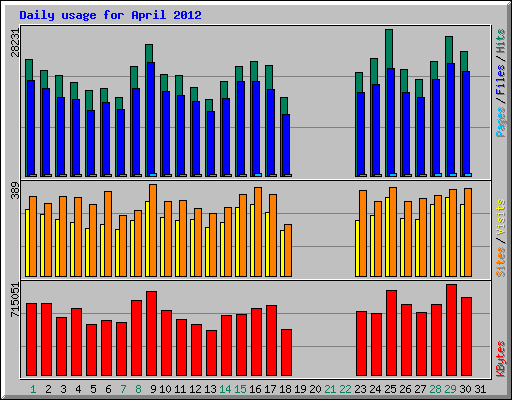 Daily usage for April 2012
28231
Pages / Files / Hits
389
Sites / Visits
715051
KBytes
1 2 3 4 5 6 7 8 9 10 11 12 13 14 15 16 17 18 19 20 21 22 23 24 25 26 27 28 29 30 31